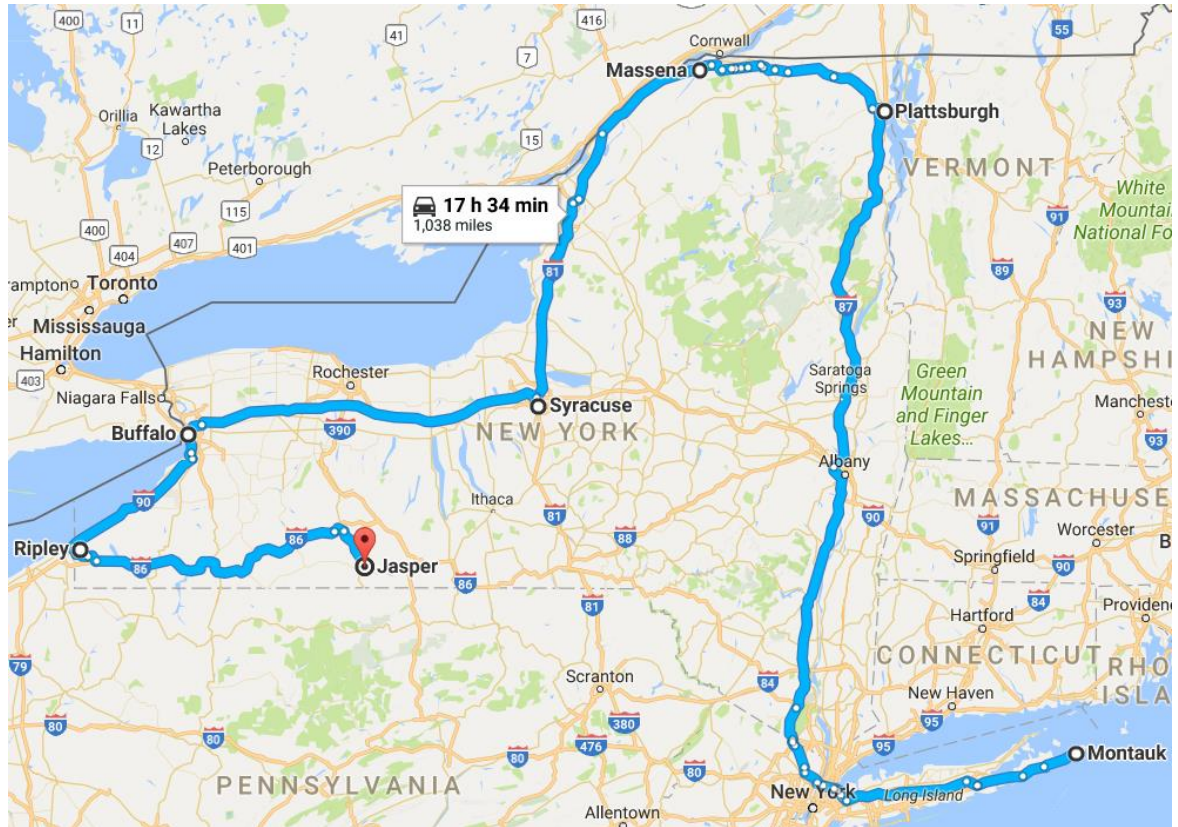 400
11
416
41
Cornwall
55
7
Massena
Orillia
Kawartha
Lakes
12
15
Plattsburgh
Peterborough
VERMONT
White
Mountai
National Fo
115
17 h 34 min
1,038 miles
91
400
407
401
404
81
89
rampton
Toronto
87
93
Mississauga
NEW
HAMPSHI
Hamilton
403
Rochester
Saratoga
Springs
Green
Mountain
and Finger
Lakes...
Niagara Falls
Syracuse
Manchest
Buffalo
390
NEW YORK
93
Albany
90
Ithaca
81
MASSACHUSE
90
91
Worcester
Ripley
86
86
88
Springfield
B
Jasper
86
90
81
84
Providenc
Hartford
79
CONNECTICUT
RHO
ISLA
Scranton
84
New Haven
80
80
380
95
476
80
95
Montauk
80
PENNSYLVANIA
New York
Long Island
Allentown